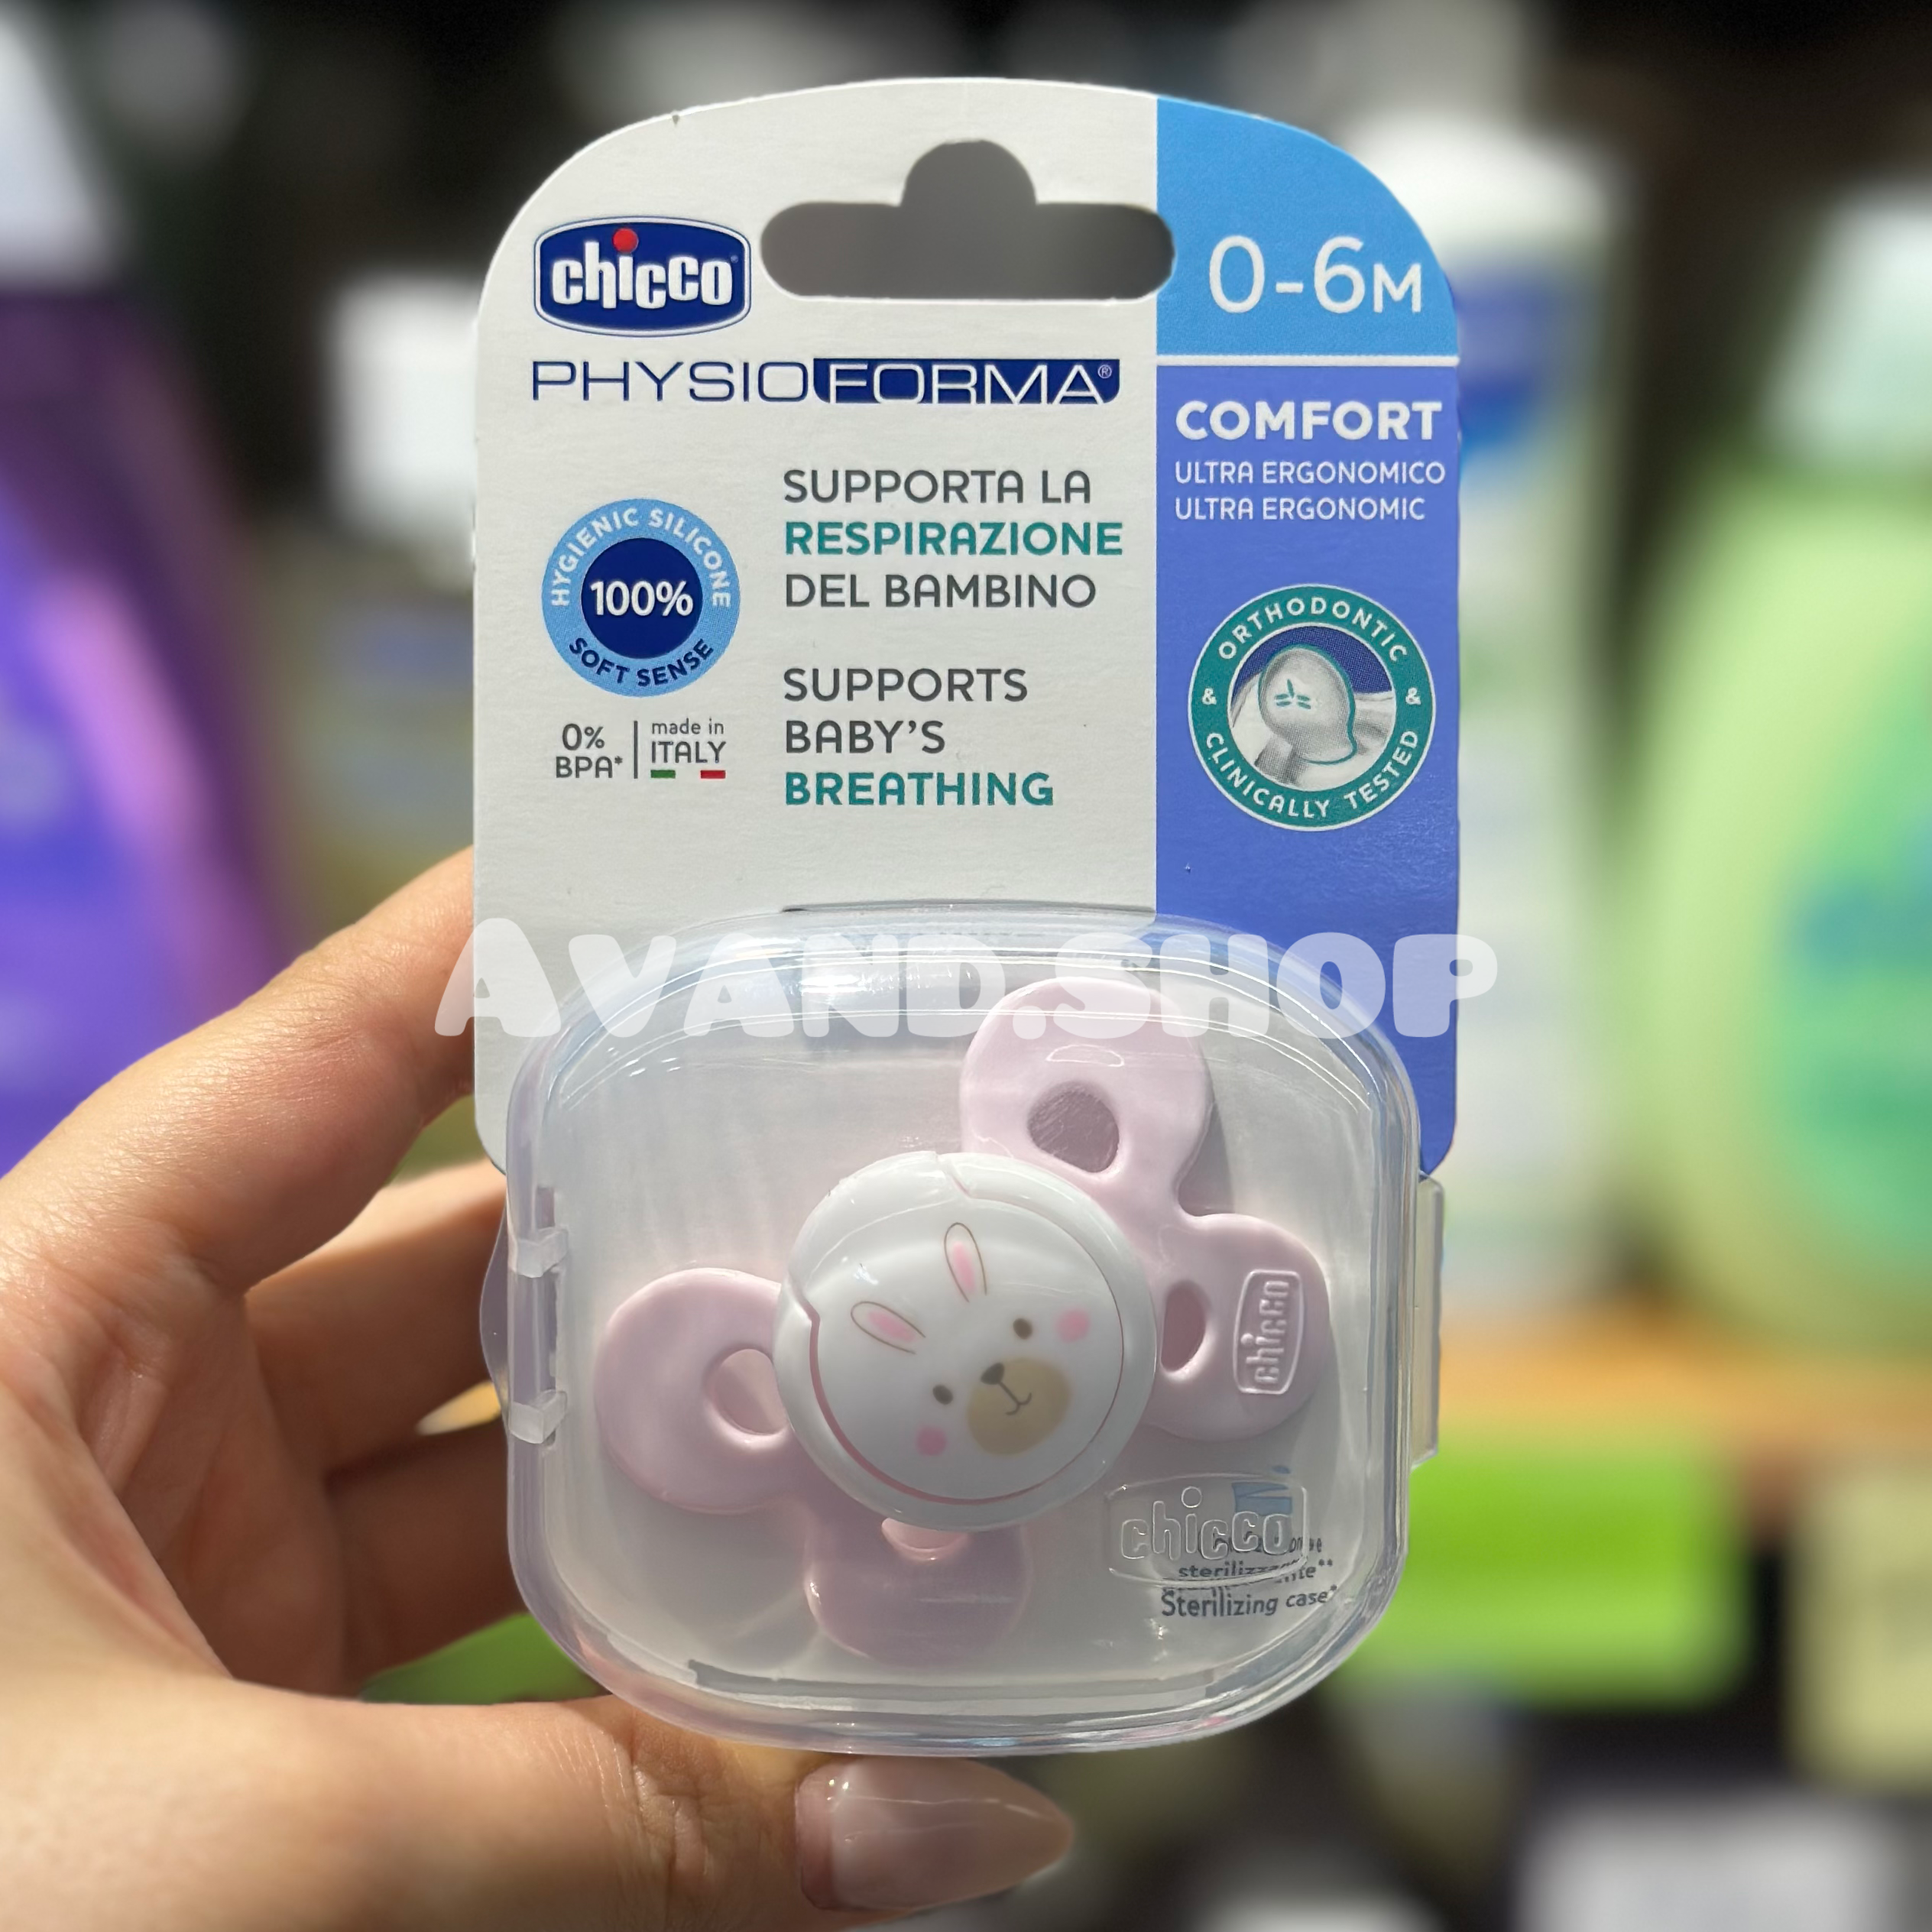 chicco
0-6M
PHYSIOFORMA®
COMFORT
ULTRA ERGONOMICO
ULTRA ERGONOMIC
HYGIENIC SILICONE
100%
SOFT SENSE
0%
BPA*
made in
ITALY
SUPPORTA LA
RESPIRAZIONE
DEL BAMBINO
SUPPORTS
BABY'S
BREATHING
ORTHODONTIC
& CLINICALLY TESTED &
AVAND.SHOP
chicco
chicco
Sterilizing case*